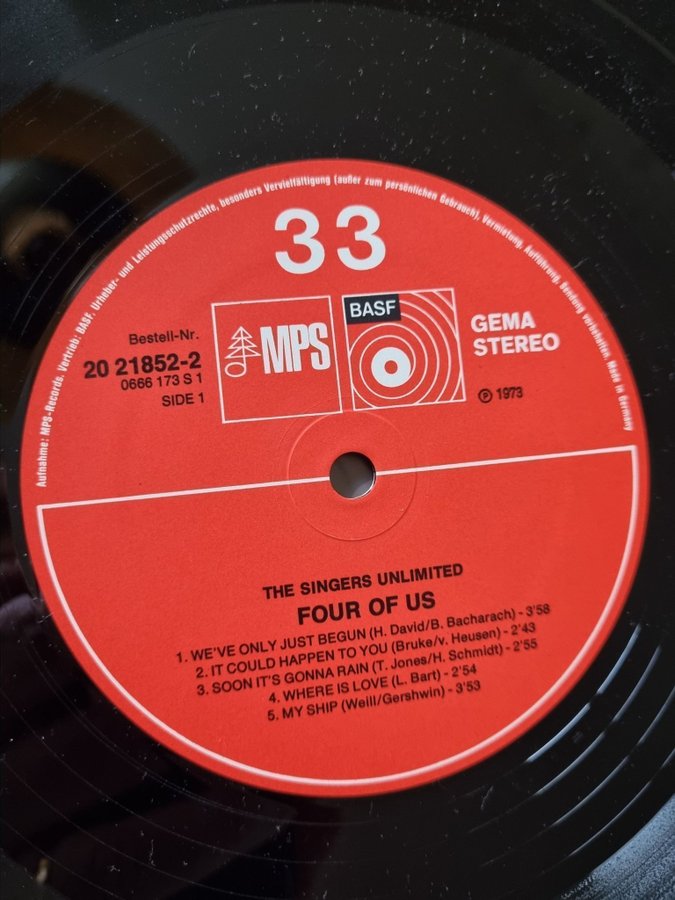 Aufnahme: MPS-Records. Vertrieb: BASF. Urheber- und Leistungsschutzrechte, besonders Vervielfältigung (außer zum persönlichen Gebrauch), Vermietung, Aufführung, Sendung vorbehalten. Made in Germany
33
MPS
BASF
GEMA
STEREO
Bestell-Nr.
20 21852-2
0666 173 S 1
SIDE 1
℗ 1973
THE SINGERS UNLIMITED
FOUR OF US
1. WE'VE ONLY JUST BEGUN (H. David/B. Bacharach) - 3'58
2. IT COULD HAPPEN TO YOU (Bruke/v. Heusen) - 2'43
3. SOON IT'S GONNA RAIN (T. Jones/H. Schmidt) - 2'55
4. WHERE IS LOVE (L. Bart) - 2'54
5. MY SHIP (Weill/Gershwin) - 3'53